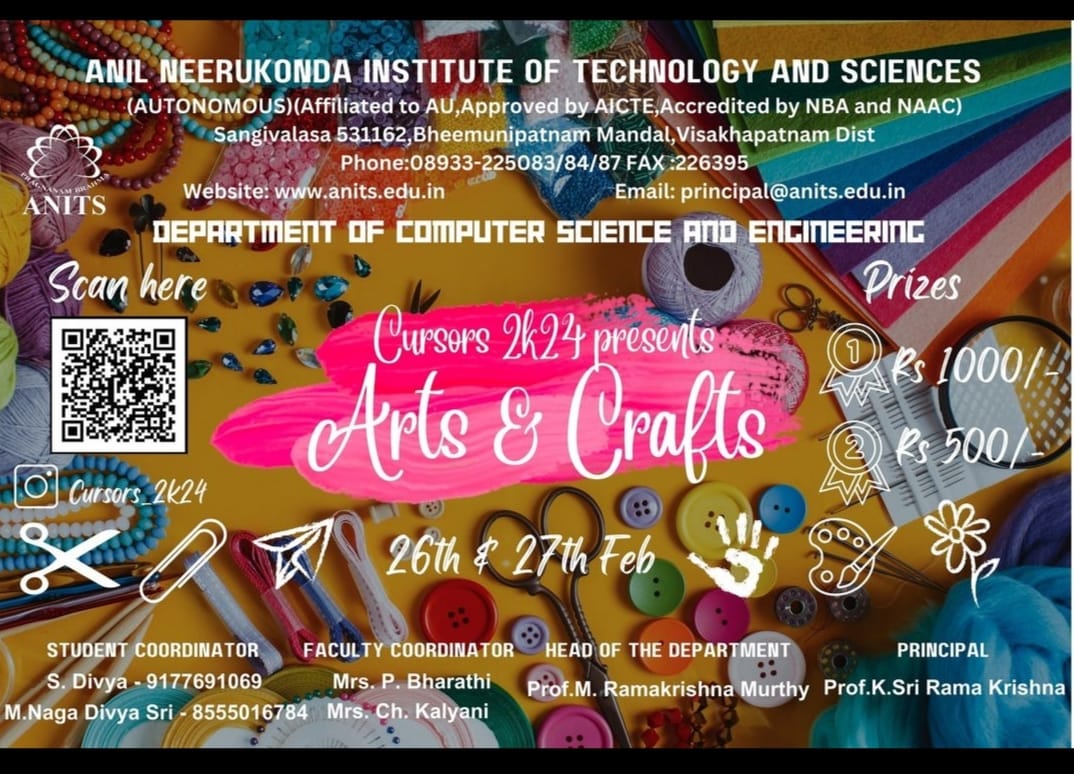 ANIL NEERUKONDA INSTITUTE OF TECHNOLOGY AND SCIENCES
(AUTONOMOUS)(Affiliated to AU,Approved by AICTE,Accredited by NBA and NAAC)
Sangivalasa 531162,Bheemunipatnam Mandal,Visakhapatnam Dist
Phone:08933-225083/84/87 FAX :226395
Website: www.anits.edu.in Email: principal@anits.edu.in
PRAGNANAM BRAHMA
ANITS
DEPARTMENT OF COMPUTER SCIENCE AND ENGINEERING
Scan here
Cursors_2k24
Cursors 2k24 presents
Arts & Crafts
Prizes
1 Rs 1000/-
2 Rs 500/-
26th & 27th Feb
STUDENT COORDINATOR
S. Divya - 9177691069
M.Naga Divya Sri - 8555016784
FACULTY COORDINATOR
Mrs. P. Bharathi
Mrs. Ch. Kalyani
HEAD OF THE DEPARTMENT
Prof.M. Ramakrishna Murthy
PRINCIPAL
Prof.K.Sri Rama Krishna